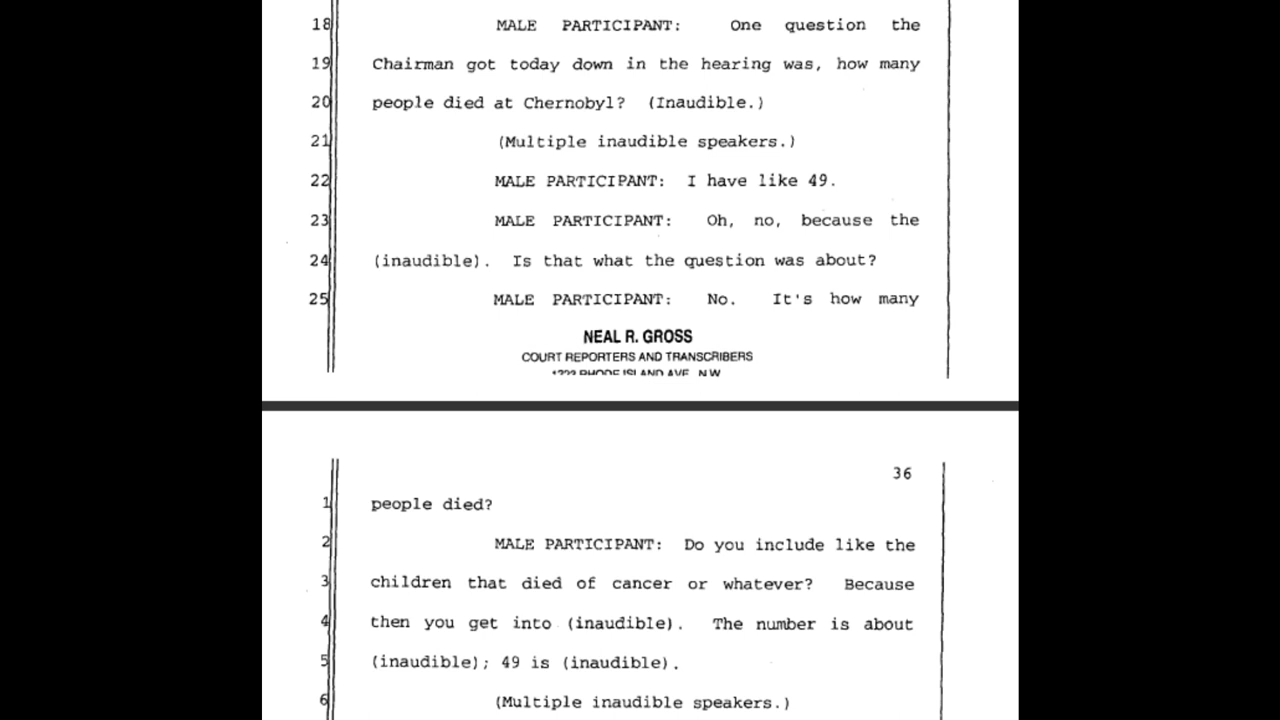 18 MALE PARTICIPANT: One question the
19 Chairman got today down in the hearing was, how many
20 people died at Chernobyl? (Inaudible.)
21 (Multiple inaudible speakers.)
22 MALE PARTICIPANT: I have like 49.
23 MALE PARTICIPANT: Oh, no, because the
24 (inaudible). Is that what the question was about?
25 MALE PARTICIPANT: No. It's how many
NEAL R. GROSS
COURT REPORTERS AND TRANSCRIBERS
RHODE ISLAND AVE., N.W.
36
1 people died?
2 MALE PARTICIPANT: Do you include like the
3 children that died of cancer or whatever? Because
4 then you get into (inaudible). The number is about
5 (inaudible); 49 is (inaudible).
6 (Multiple inaudible speakers.)